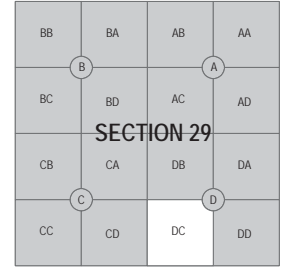 BB BA AB AA
B A
BC BD AC AD
SECTION 29
CB CA DB DA
C D
CC CD DC DD